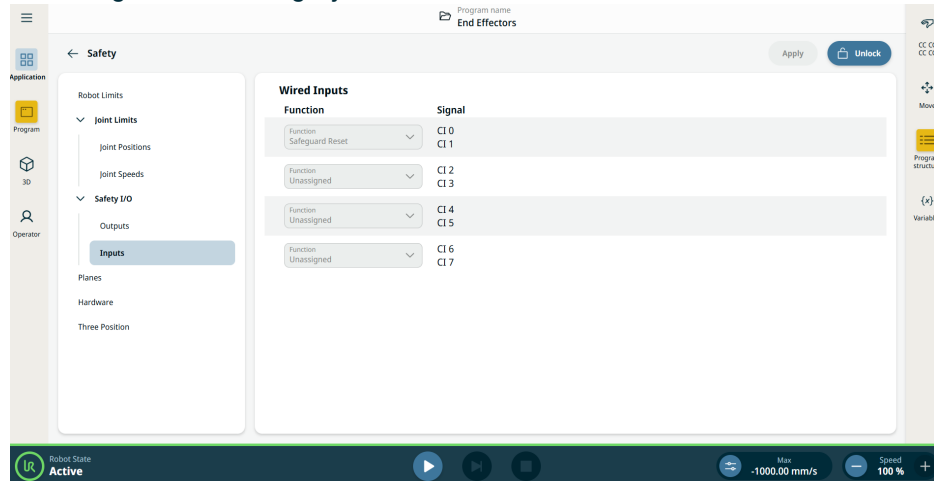 Program name
End Effectors
Safety
Apply
Unlock
Application
Program
3D
Operator
Robot Limits
Joint Limits
Joint Positions
Joint Speeds
Safety I/O
Outputs
Inputs
Planes
Hardware
Three Position
Wired Inputs
Function Signal
Function
Safeguard Reset
CI 0
CI 1
Function
Unassigned
CI 2
CI 3
Function
Unassigned
CI 4
CI 5
Function
Unassigned
CI 6
CI 7
Move
{x}
UR
Robot State
Active
Max
-1000.00 mm/s
Speed
100 %